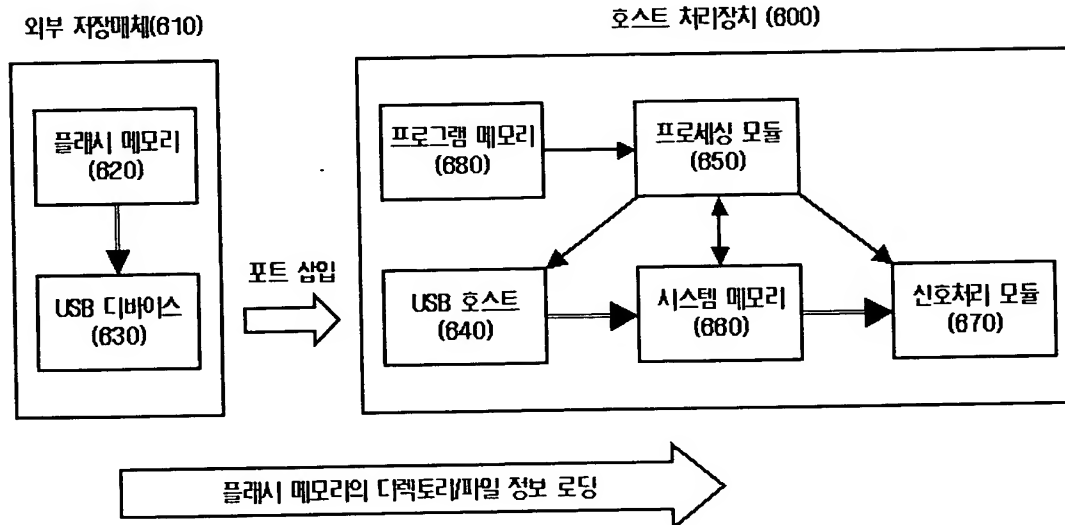 외부 저장매체(610)
호스트 처리장치 (600)
플래시 메모리
(620)
프로그램 메모리
(680)
프로세싱 모듈
(650)
포트 삽입
USB 디바이스
(630)
USB 호스트
(640)
시스템 메모리
(660)
신호처리 모듈
(670)
플래시 메모리의 디렉토리/파일 정보 로딩